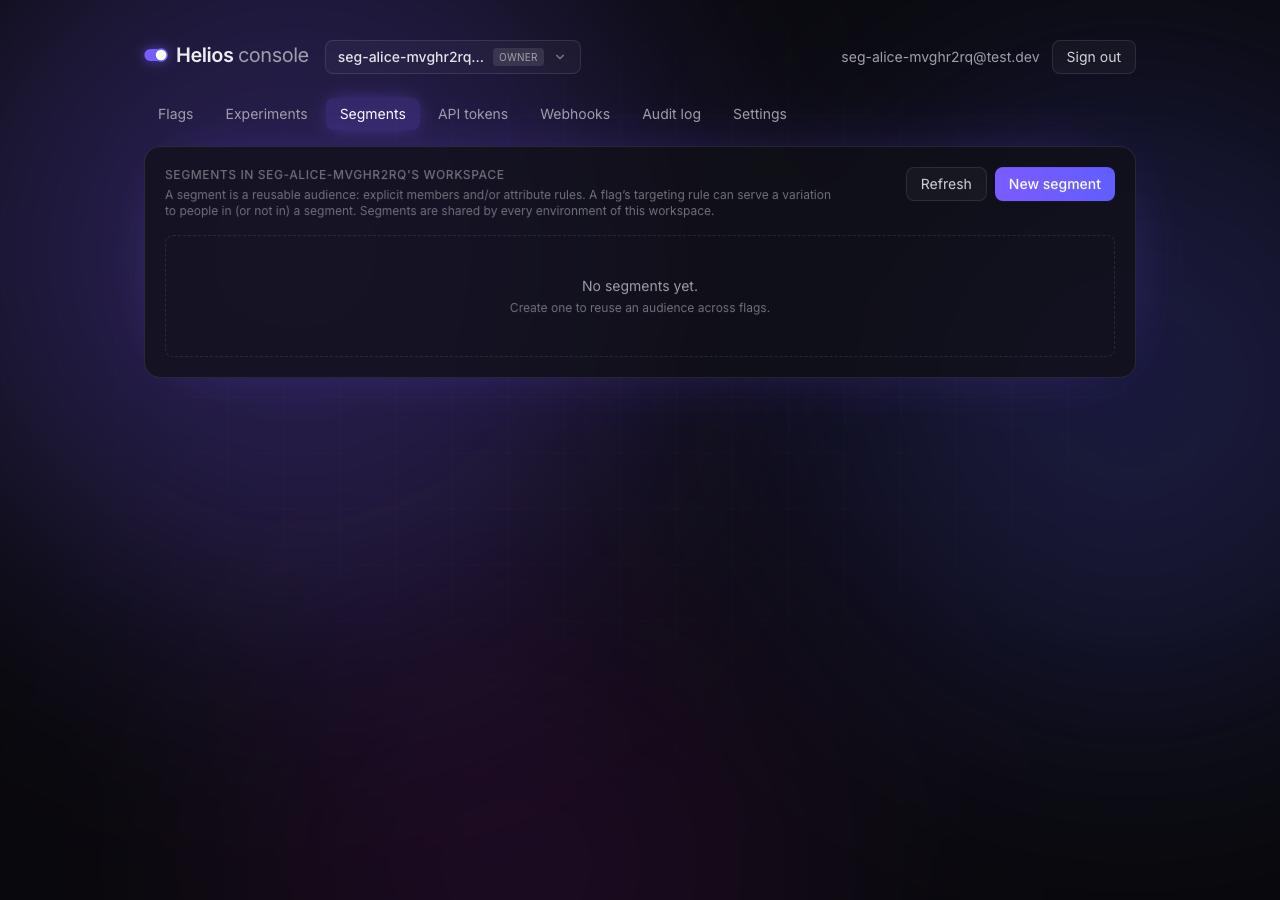 Helios console
seg-alice-mvghr2rq... OWNER
seg-alice-mvghr2rq@test.dev
Sign out
Flags Experiments Segments API tokens Webhooks Audit log Settings
SEGMENTS IN SEG-ALICE-MVGHR2RQ'S WORKSPACE
A segment is a reusable audience: explicit members and/or attribute rules. A flag’s targeting rule can serve a variation
to people in (or not in) a segment. Segments are shared by every environment of this workspace.
Refresh
New segment
No segments yet.
Create one to reuse an audience across flags.